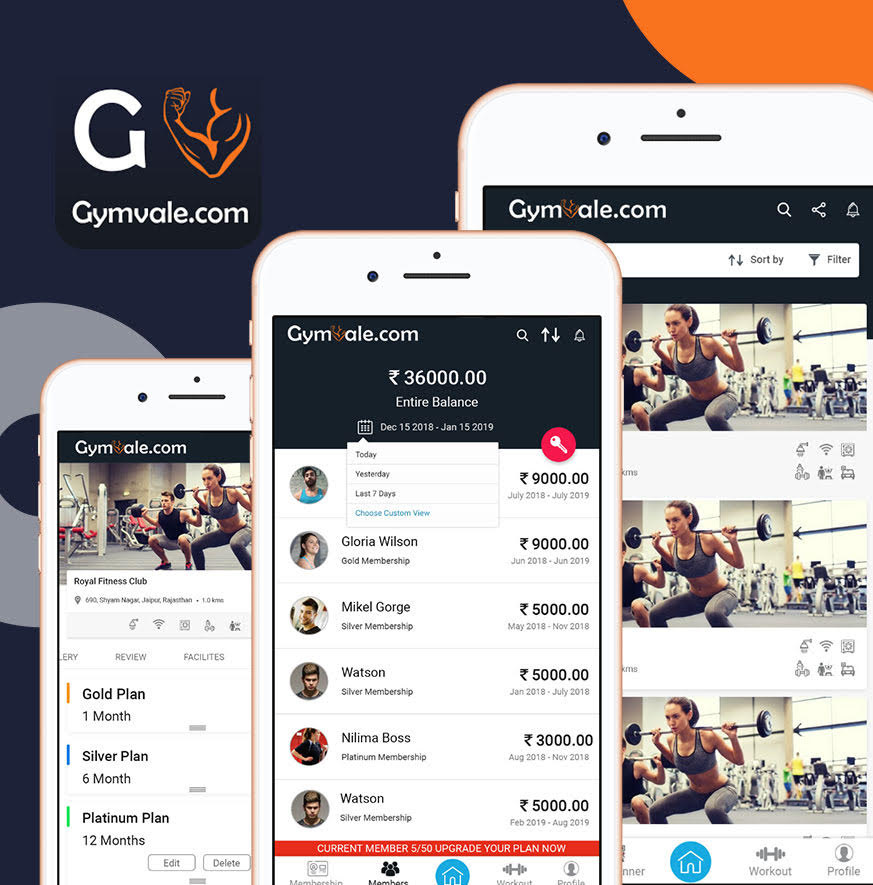 G
Gymvale.com
Gymvale.com
Sort by
Filter
kms
kms
nner
Workout
Profile
Gymvale.com
₹ 36000.00
Entire Balance
Dec 15 2018 - Jan 15 2019
Today
Yesterday
Last 7 Days
Choose Custom View
₹ 9000.00
July 2018 - July 2019
Gloria Wilson
₹ 9000.00
Gold Membership
Jun 2018 - Jun 2019
Mikel Gorge
₹ 5000.00
Silver Membership
May 2018 - Nov 2018
Watson
₹ 5000.00
Silver Membership
Jan 2018 - July 2018
Nilima Boss
₹ 3000.00
Platinum Membership
Aug 2018 - Nov 2018
Watson
₹ 5000.00
Silver Membership
Feb 2019 - Aug 2019
CURRENT MEMBER 5/50 UPGRADE YOUR PLAN NOW
Membership
Members
Workout
Profile
Gymvale.com
Royal Fitness Club
690, Shyam Nagar, Jaipur, Rajasthan • 1.0 kms
LERY
REVIEW
FACILITES
Gold Plan
1 Month
Silver Plan
6 Month
Platinum Plan
12 Months
Edit
Delete